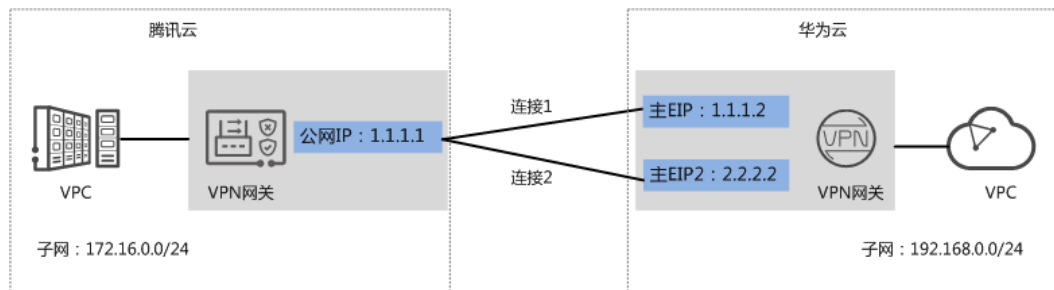 腾讯云
华为云
连接1
主EIP：1.1.1.2
公网IP：1.1.1.1
VPN
连接2
主EIP2：2.2.2.2
VPC
VPN网关
VPN网关
VPC
子网：172.16.0.0/24
子网：192.168.0.0/24